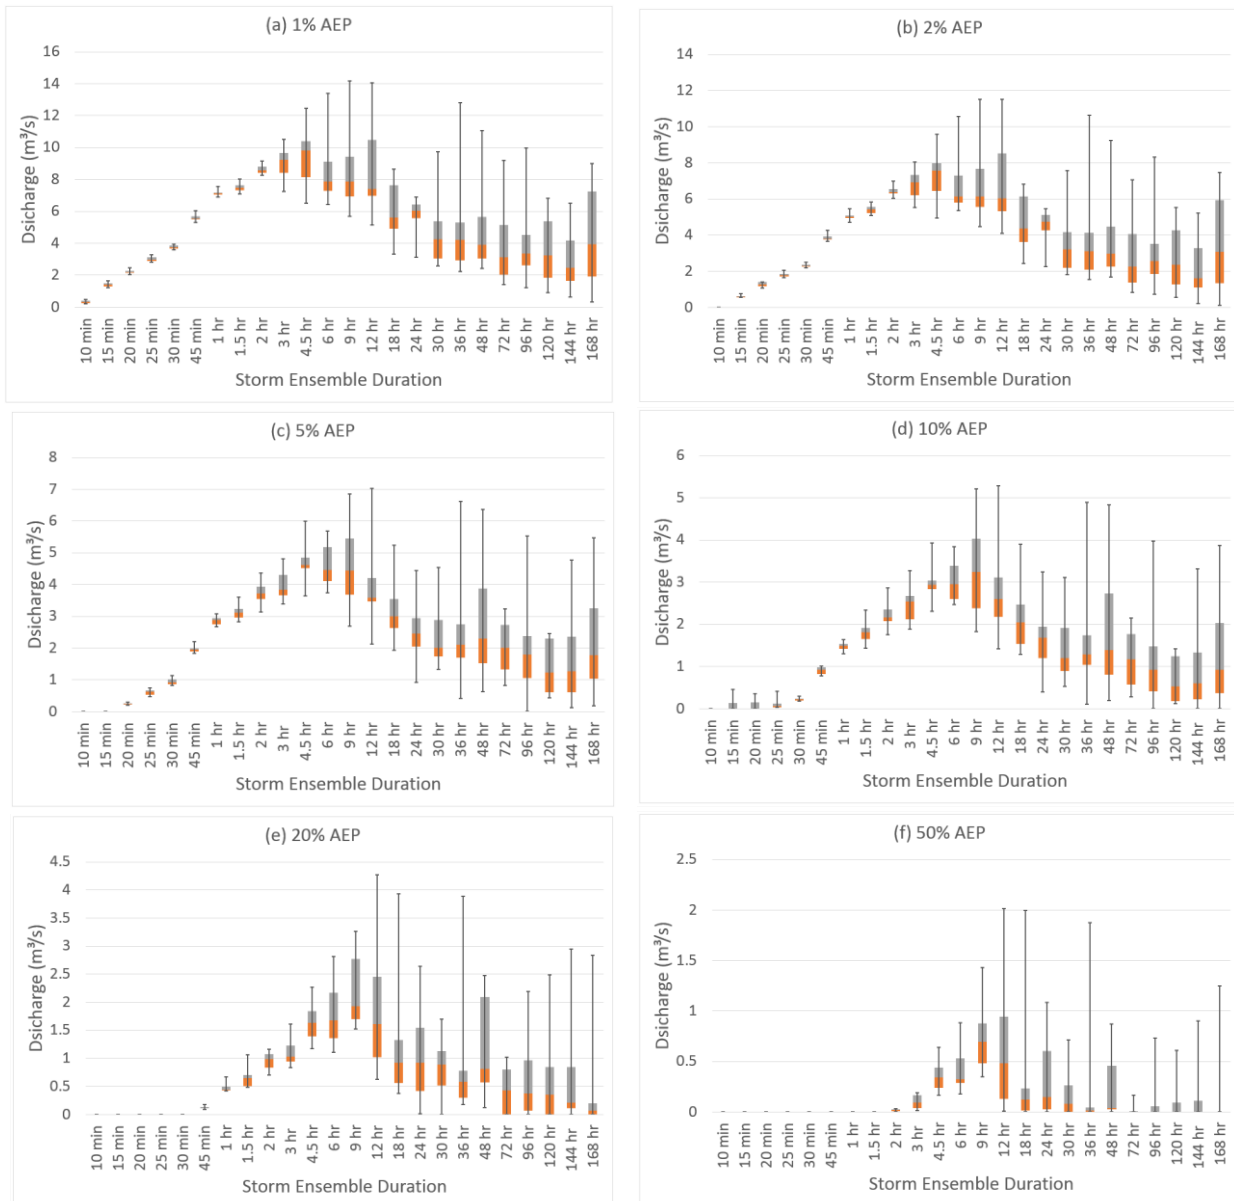 (a) 1% AEP
16
14
12
10
8
6
4
2
0
Dsicharge (m³/s)
10 min
15 min
20 min
25 min
30 min
45 min
1 hr
1.5 hr
2 hr
3 hr
4.5 hr
6 hr
9 hr
12 hr
18 hr
24 hr
30 hr
36 hr
48 hr
72 hr
96 hr
120 hr
144 hr
168 hr
Storm Ensemble Duration
(b) 2% AEP
14
12
10
8
6
4
2
0
Dsicharge (m³/s)
10 min
15 min
20 min
25 min
30 min
45 min
1 hr
1.5 hr
2 hr
3 hr
4.5 hr
6 hr
9 hr
12 hr
18 hr
24 hr
30 hr
36 hr
48 hr
72 hr
96 hr
120 hr
144 hr
168 hr
Storm Ensemble Duration
(c) 5% AEP
8
7
6
5
4
3
2
1
0
Dsicharge (m³/s)
10 min
15 min
20 min
25 min
30 min
45 min
1 hr
1.5 hr
2 hr
3 hr
4.5 hr
6 hr
9 hr
12 hr
18 hr
24 hr
30 hr
36 hr
48 hr
72 hr
96 hr
120 hr
144 hr
168 hr
Storm Ensemble Duration
(d) 10% AEP
6
5
4
3
2
1
0
Dsicharge (m³/s)
10 min
15 min
20 min
25 min
30 min
45 min
1 hr
1.5 hr
2 hr
3 hr
4.5 hr
6 hr
9 hr
12 hr
18 hr
24 hr
30 hr
36 hr
48 hr
72 hr
96 hr
120 hr
144 hr
168 hr
Storm Ensemble Duration
(e) 20% AEP
4.5
4
3.5
3
2.5
2
1.5
1
0.5
0
Dsicharge (m³/s)
10 min
15 min
20 min
25 min
30 min
45 min
1 hr
1.5 hr
2 hr
3 hr
4.5 hr
6 hr
9 hr
12 hr
18 hr
24 hr
30 hr
36 hr
48 hr
72 hr
96 hr
120 hr
144 hr
168 hr
Storm Ensemble Duration
(f) 50% AEP
2.5
2
1.5
1
0.5
0
Dsicharge (m³/s)
10 min
15 min
20 min
25 min
30 min
45 min
1 hr
1.5 hr
2 hr
3 hr
4.5 hr
6 hr
9 hr
12 hr
18 hr
24 hr
30 hr
36 hr
48 hr
72 hr
96 hr
120 hr
144 hr
168 hr
Storm Ensemble Duration